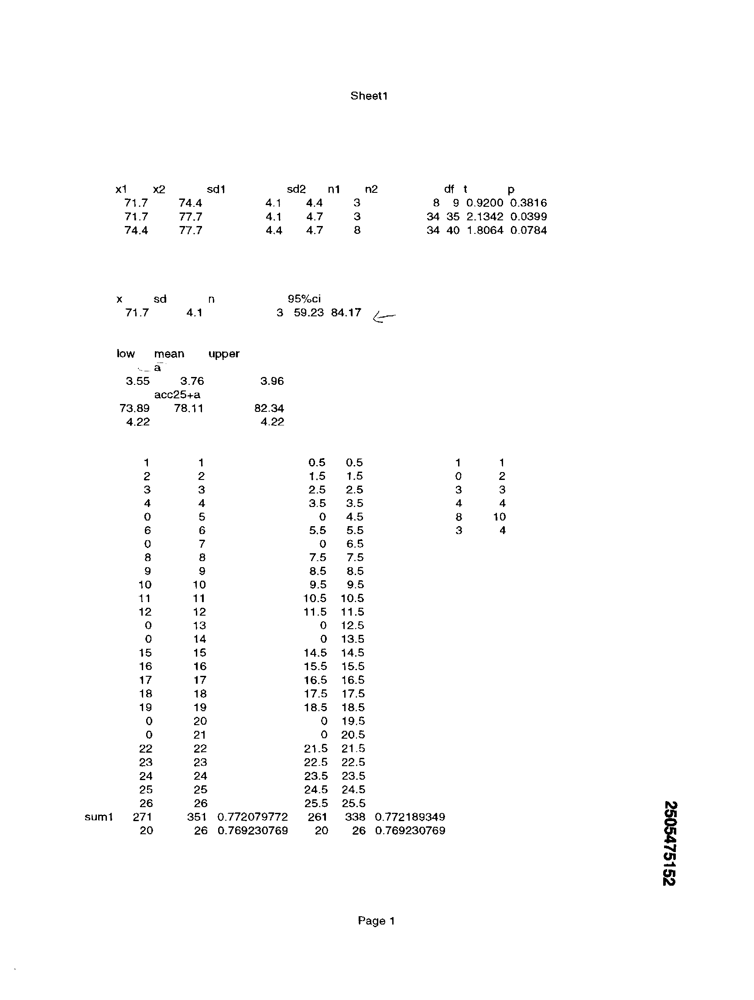 Sheet1
x1 x2 sd1 sd2 n1 n2 df t p
71.7 74.4 4.1 4.4 3 8 9 0.9200 0.3816
71.7 77.7 4.1 4.7 3 34 35 2.1342 0.0399
74.4 77.7 4.4 4.7 8 34 40 1.8064 0.0784
x sd n 95%ci
71.7 4.1 3 59.23 84.17
low mean upper
a
3.55 3.76 3.96
acc25+a
73.89 78.11 82.34
4.22 4.22
1 1 0.5 0.5 1 1
2 2 1.5 1.5 0 2
3 3 2.5 2.5 3 3
4 4 3.5 3.5 4 4
0 5 0 4.5 8 10
6 6 5.5 5.5 3 4
0 7 0 6.5
8 8 7.5 7.5
9 9 8.5 8.5
10 10 9.5 9.5
11 11 10.5 10.5
12 12 11.5 11.5
0 13 0 12.5
0 14 0 13.5
15 15 14.5 14.5
16 16 15.5 15.5
17 17 16.5 16.5
18 18 17.5 17.5
19 19 18.5 18.5
0 20 0 19.5
0 21 0 20.5
22 22 21.5 21.5
23 23 22.5 22.5
24 24 23.5 23.5
25 25 24.5 24.5
26 26 25.5 25.5
sum1 271 351 0.772079772 261 338 0.772189349
20 26 0.769230769 20 26 0.769230769
2505475152
Page 1